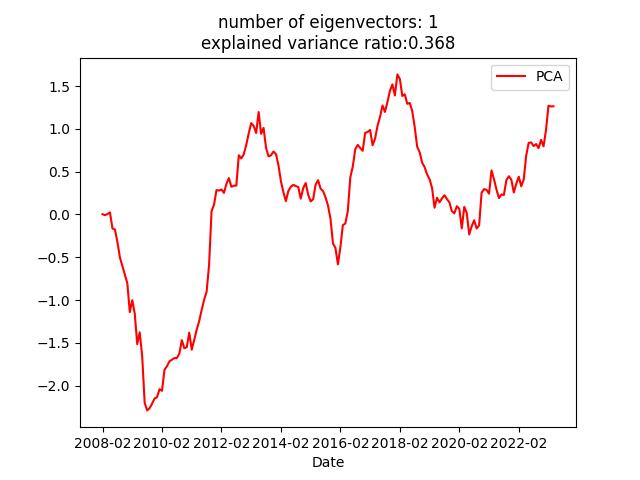 number of eigenvectors: 1
explained variance ratio:0.368
PCA
1.5
1.0
0.5
0.0
−0.5
−1.0
−1.5
−2.0
2008-02 2010-02 2012-02 2014-02 2016-02 2018-02 2020-02 2022-02
Date